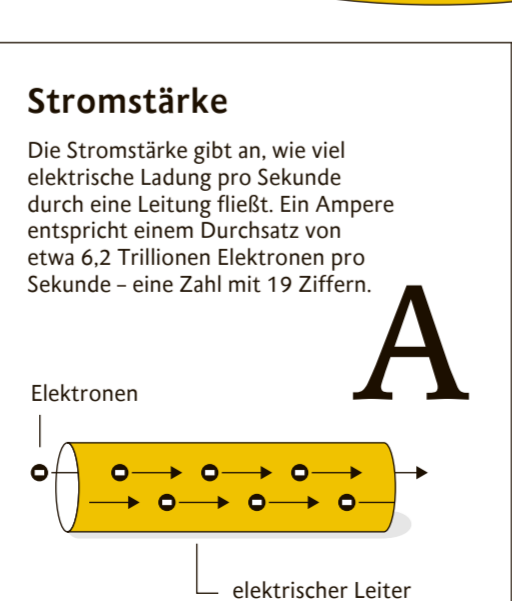 Stromstärke
Die Stromstärke gibt an, wie viel
elektrische Ladung pro Sekunde
durch eine Leitung fließt. Ein Ampere
entspricht einem Durchsatz von
etwa 6,2 Trillionen Elektronen pro
Sekunde – eine Zahl mit 19 Ziffern.
A
Elektronen
elektrischer Leiter